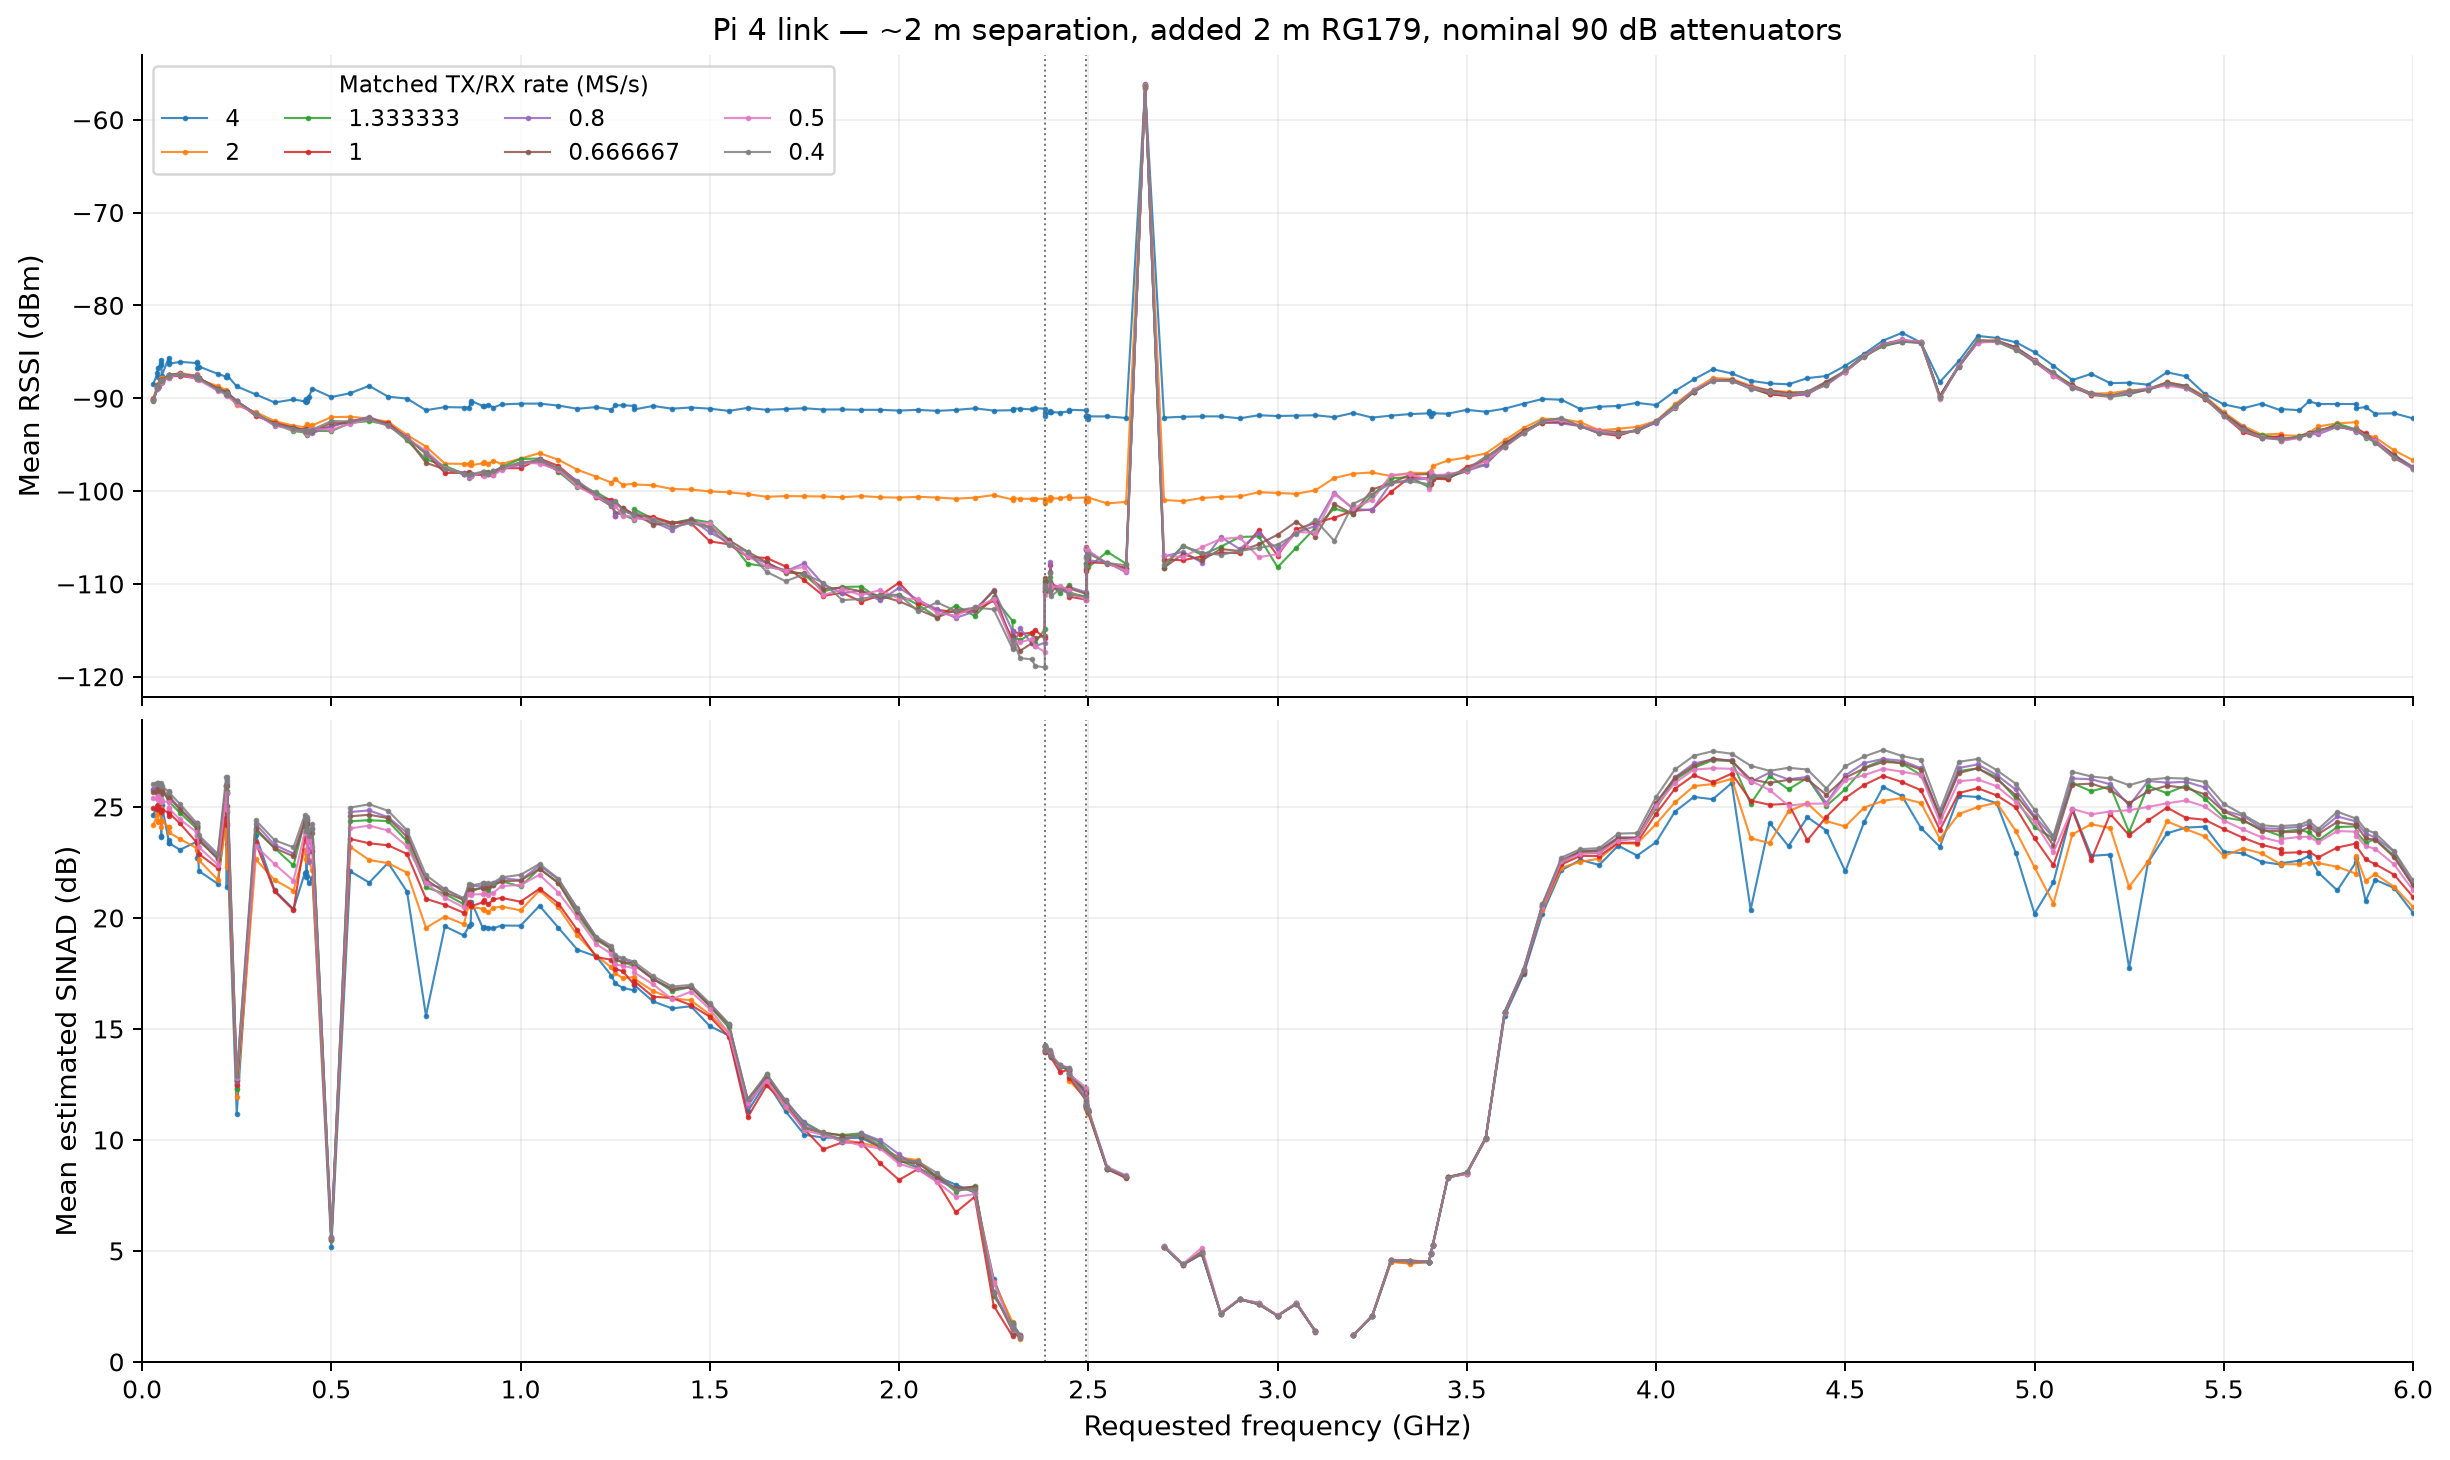 Pi 4 link — ~2 m separation, added 2 m RG179, nominal 90 dB attenuators
Matched TX/RX rate (MS/s)
4 1.333333 0.8 0.5
2 1 0.666667 0.4
Mean RSSI (dBm)
−60
−70
−80
−90
−100
−110
−120
Mean estimated SINAD (dB)
25
20
15
10
5
0
0.0 0.5 1.0 1.5 2.0 2.5 3.0 3.5 4.0 4.5 5.0 5.5 6.0
Requested frequency (GHz)